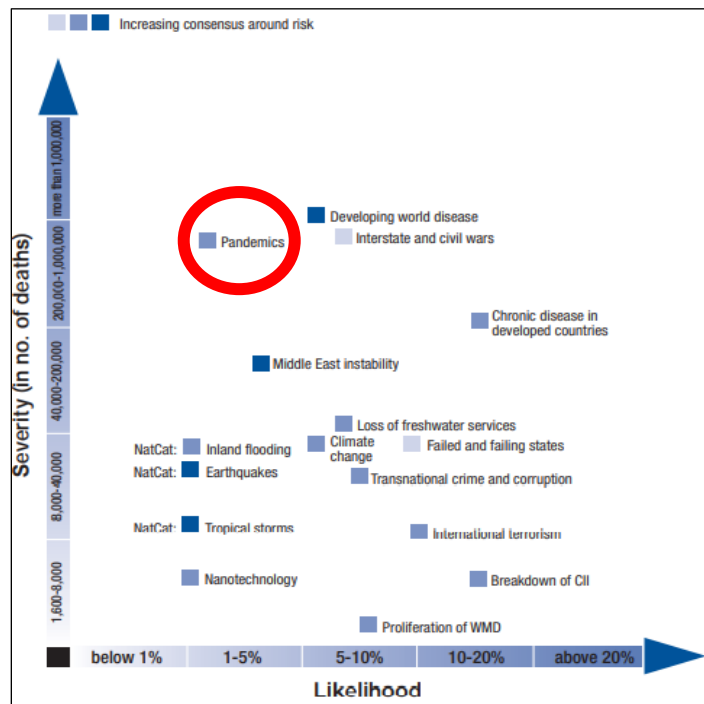 Increasing consensus around risk
Severity (in no. of deaths)
more than 1,000,000
200,000-1,000,000
40,000-200,000
8,000-40,000
1,600-8,000
Developing world disease
Pandemics
Interstate and civil wars
Chronic disease in
developed countries
Middle East instability
Loss of freshwater services
NatCat: Inland flooding
Climate
change
Failed and failing states
NatCat: Earthquakes
Transnational crime and corruption
NatCat: Tropical storms
International terrorism
Nanotechnology
Breakdown of CII
Proliferation of WMD
below 1% 1-5% 5-10% 10-20% above 20%
Likelihood